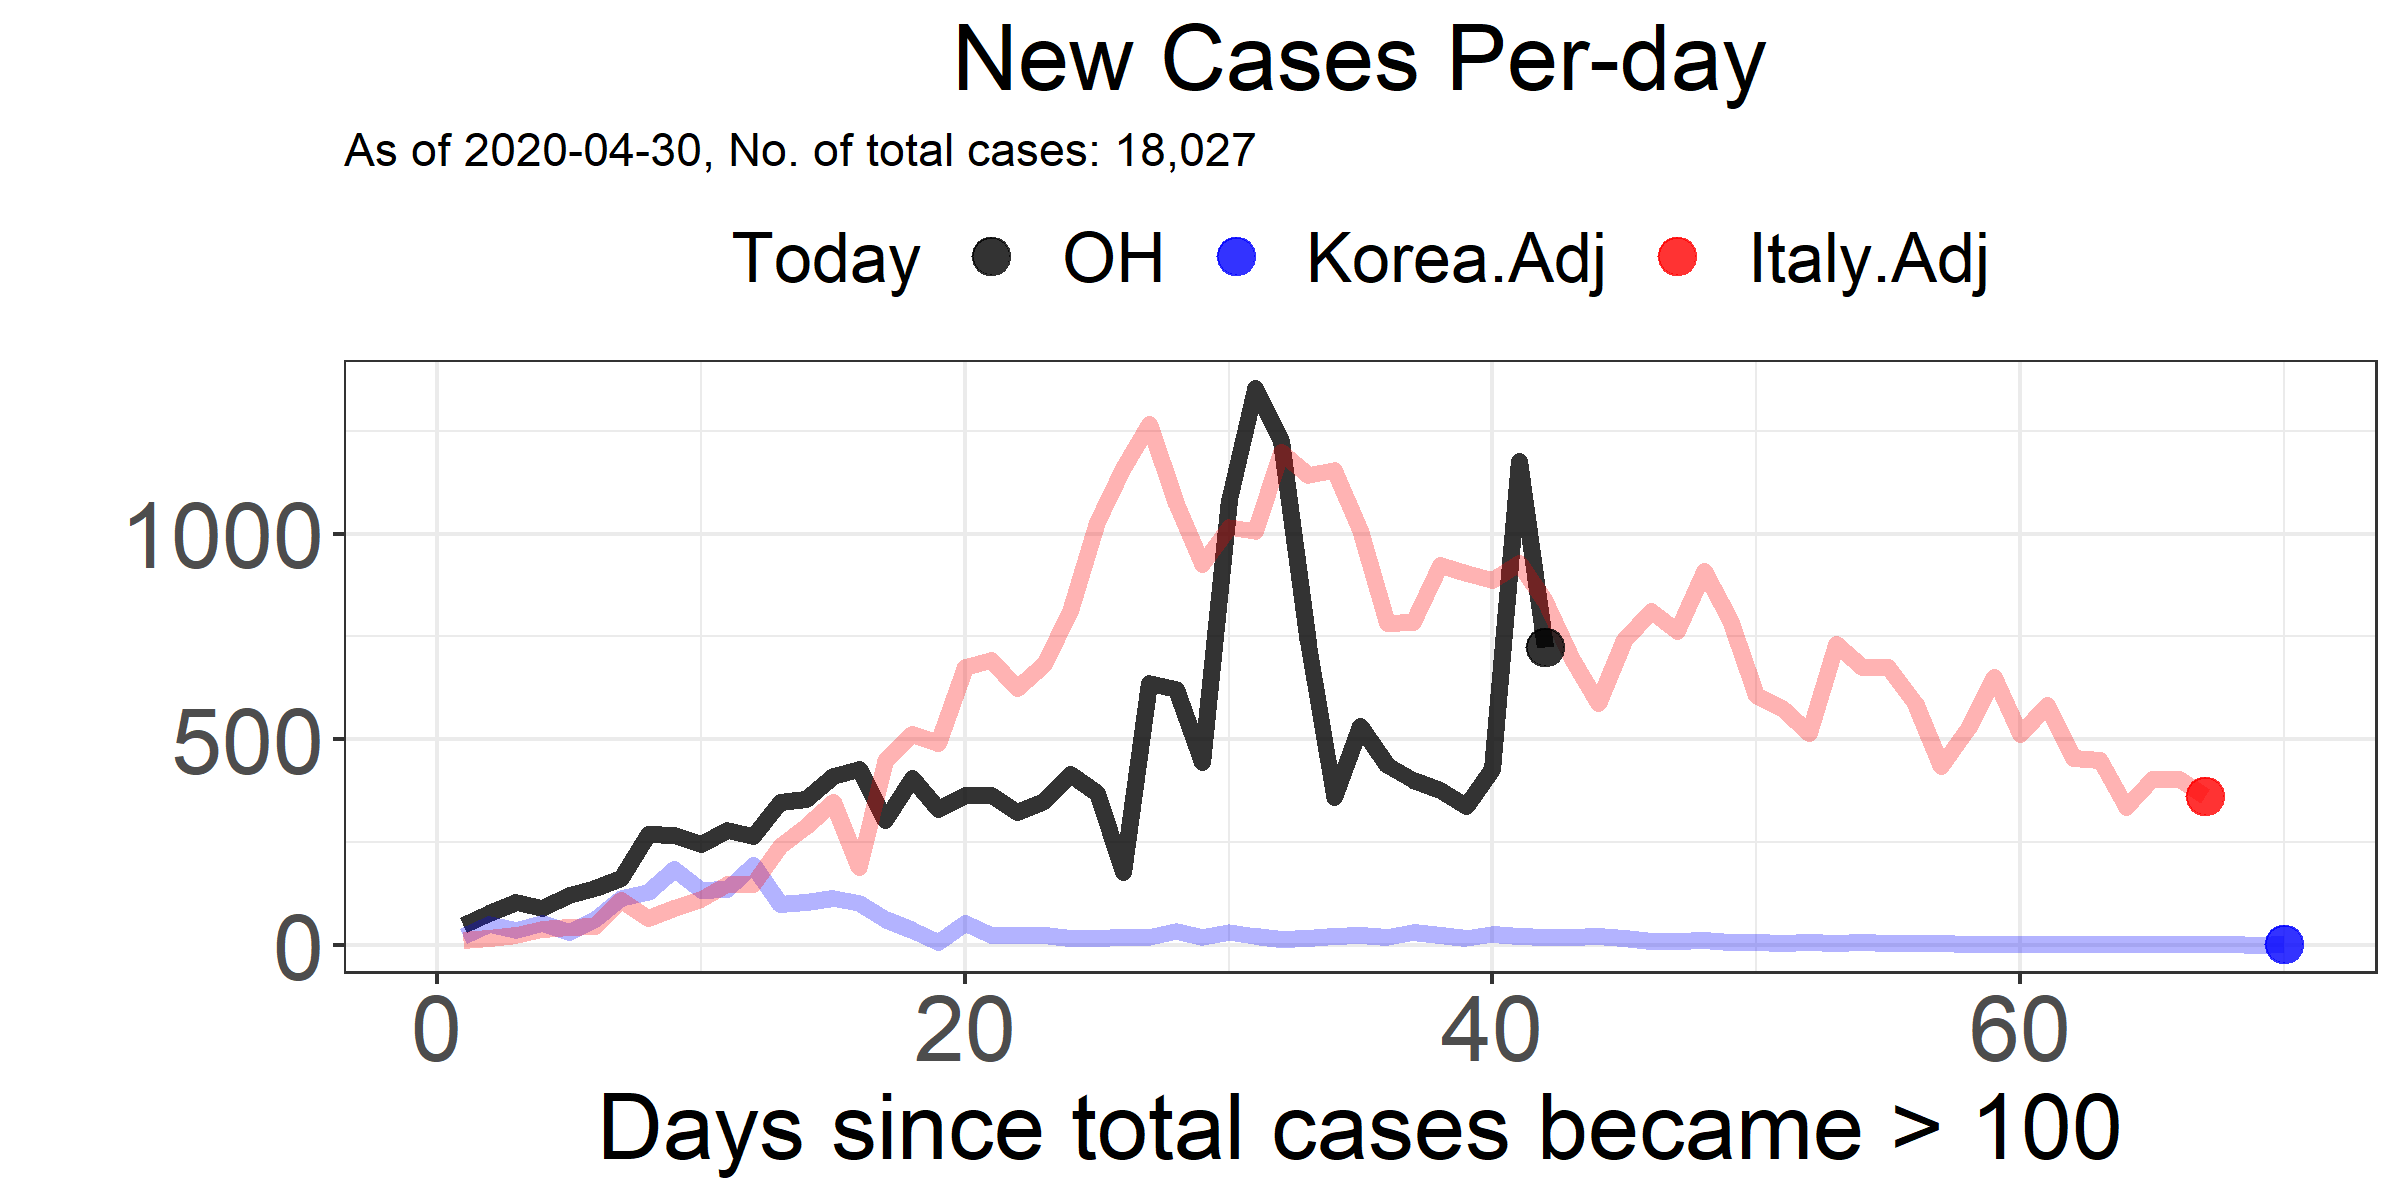 New Cases Per-day
As of 2020-04-30, No. of total cases: 18,027
Today OH Korea.Adj Italy.Adj
1000
500
0
0 20 40 60
Days since total cases became > 100